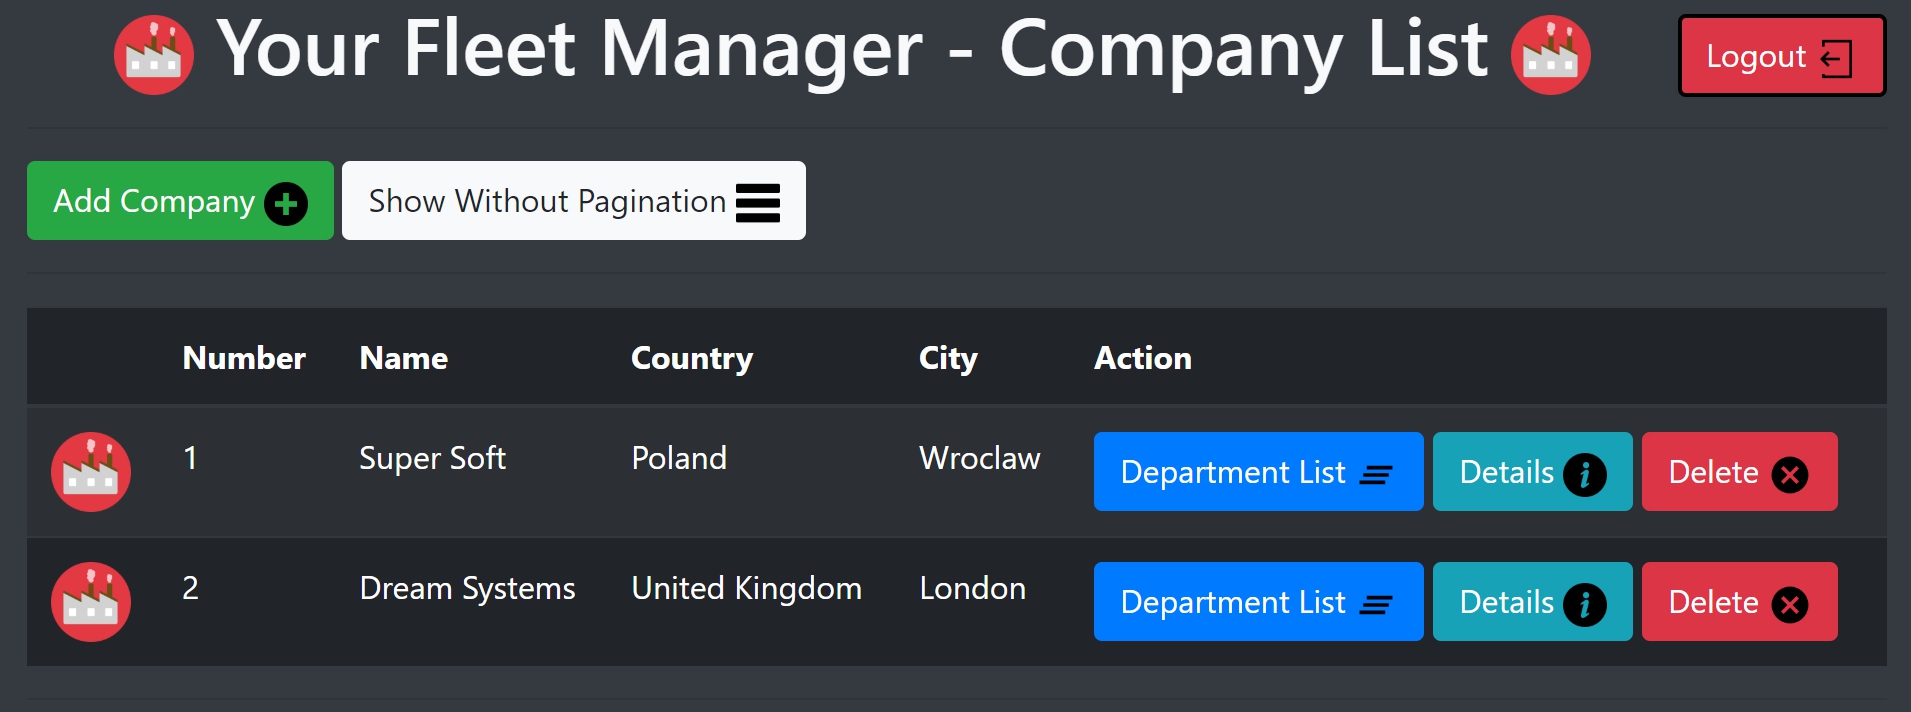 Your Fleet Manager - Company List
Logout
Add Company
Show Without Pagination
Number Name Country City Action
1 Super Soft Poland Wroclaw Department List Details Delete
2 Dream Systems United Kingdom London Department List Details Delete